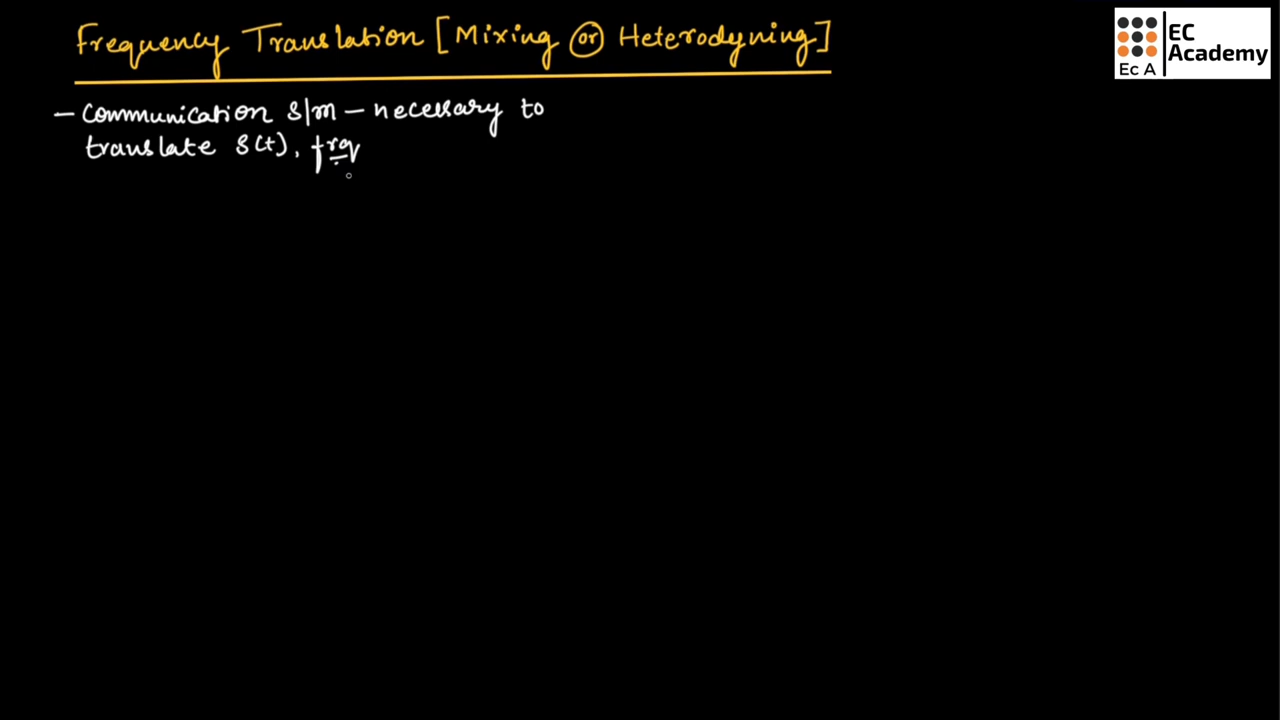 Frequency Translation [Mixing or Heterodyning]
EC
Academy
Ec A
- Communication S/m - necessary to
translate S(t), frq